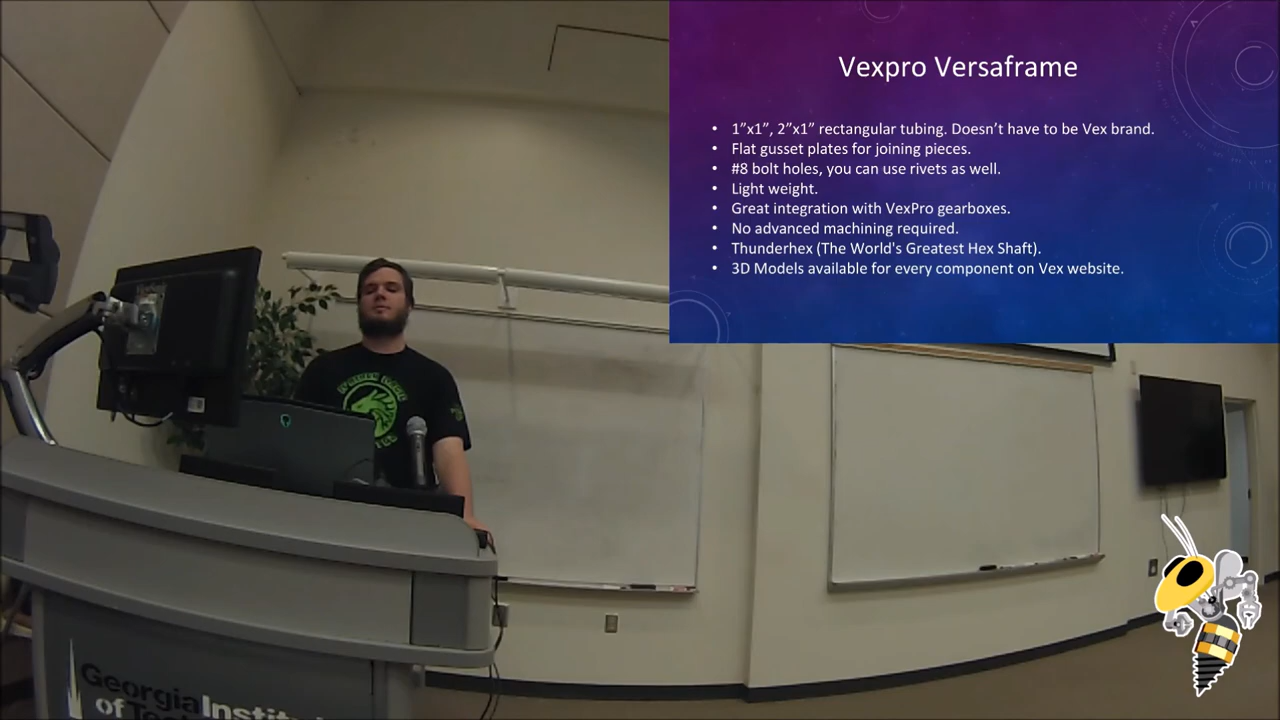 Vexpro Versaframe
• 1”x1”, 2”x1” rectangular tubing. Doesn’t have to be Vex brand.
• Flat gusset plates for joining pieces.
• #8 bolt holes, you can use rivets as well.
• Light weight.
• Great integration with VexPro gearboxes.
• No advanced machining required.
• Thunderhex (The World's Greatest Hex Shaft).
• 3D Models available for every component on Vex website.
Georgia Institu
of Tec